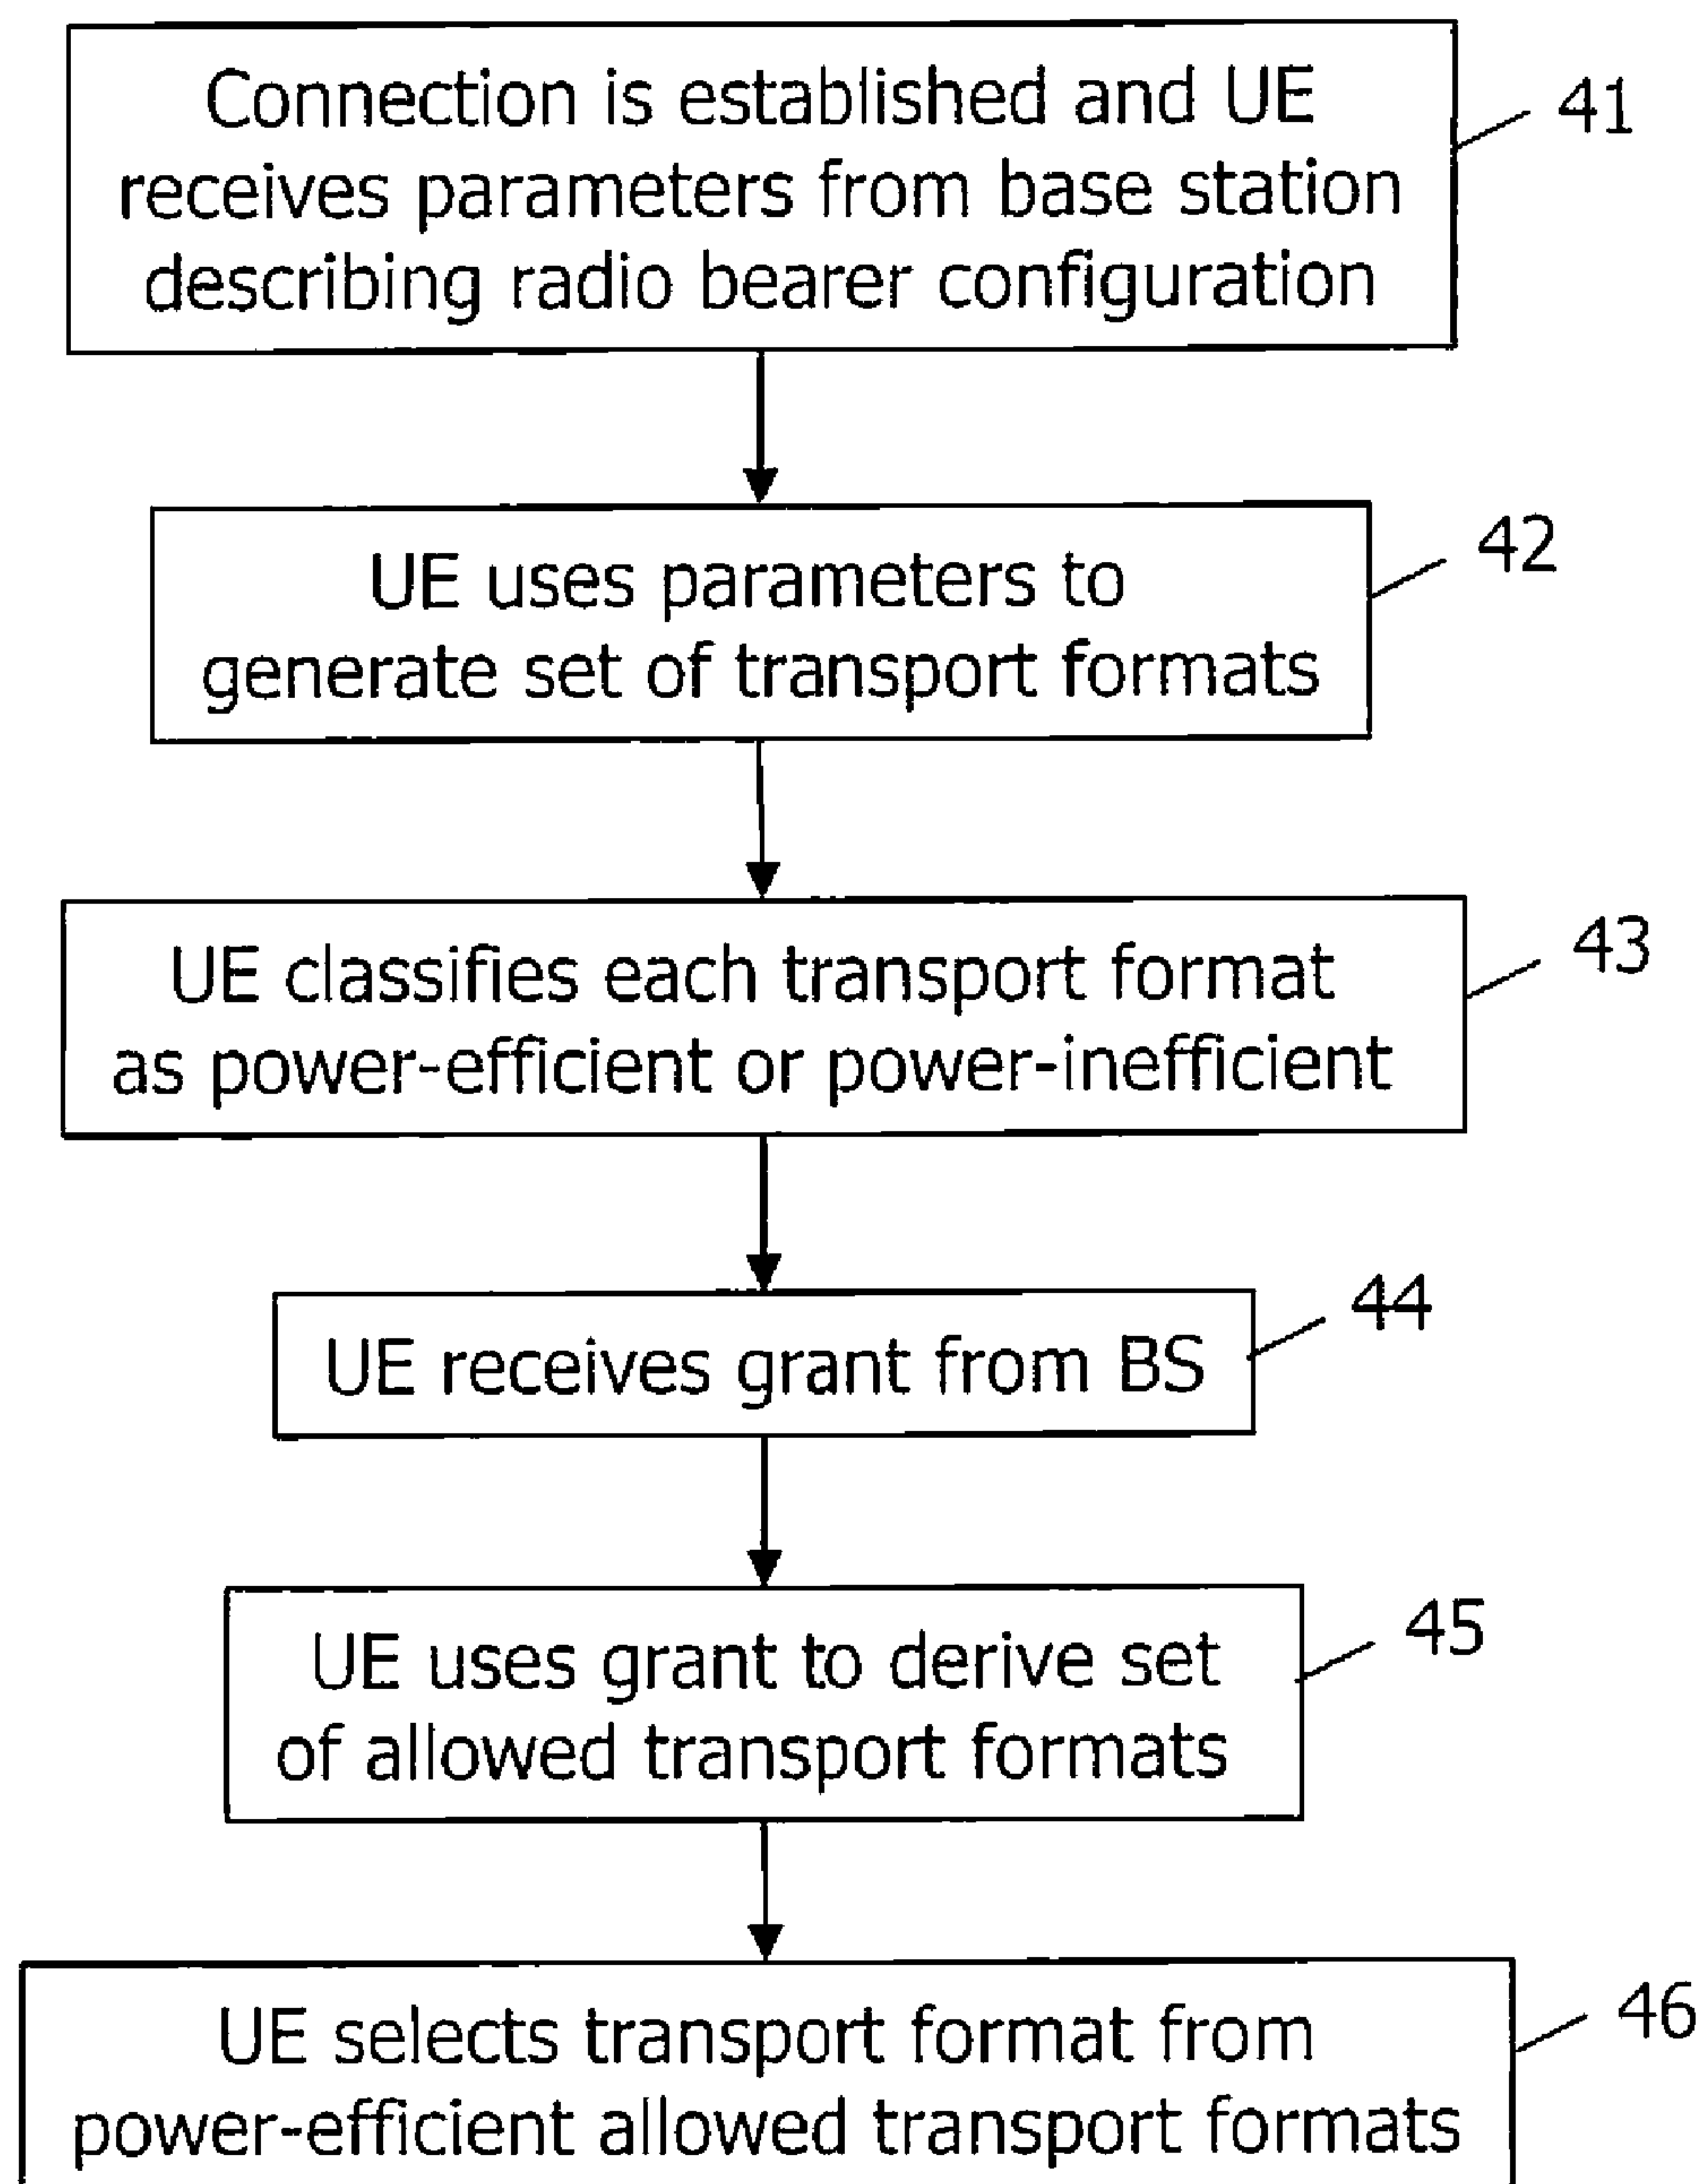 Connection is established and UE
receives parameters from base station
describing radio bearer configuration
41
UE uses parameters to
generate set of transport formats
42
UE classifies each transport format
as power-efficient or power-inefficient
43
UE receives grant from BS
44
UE uses grant to derive set
of allowed transport formats
45
UE selects transport format from
power-efficient allowed transport formats
46